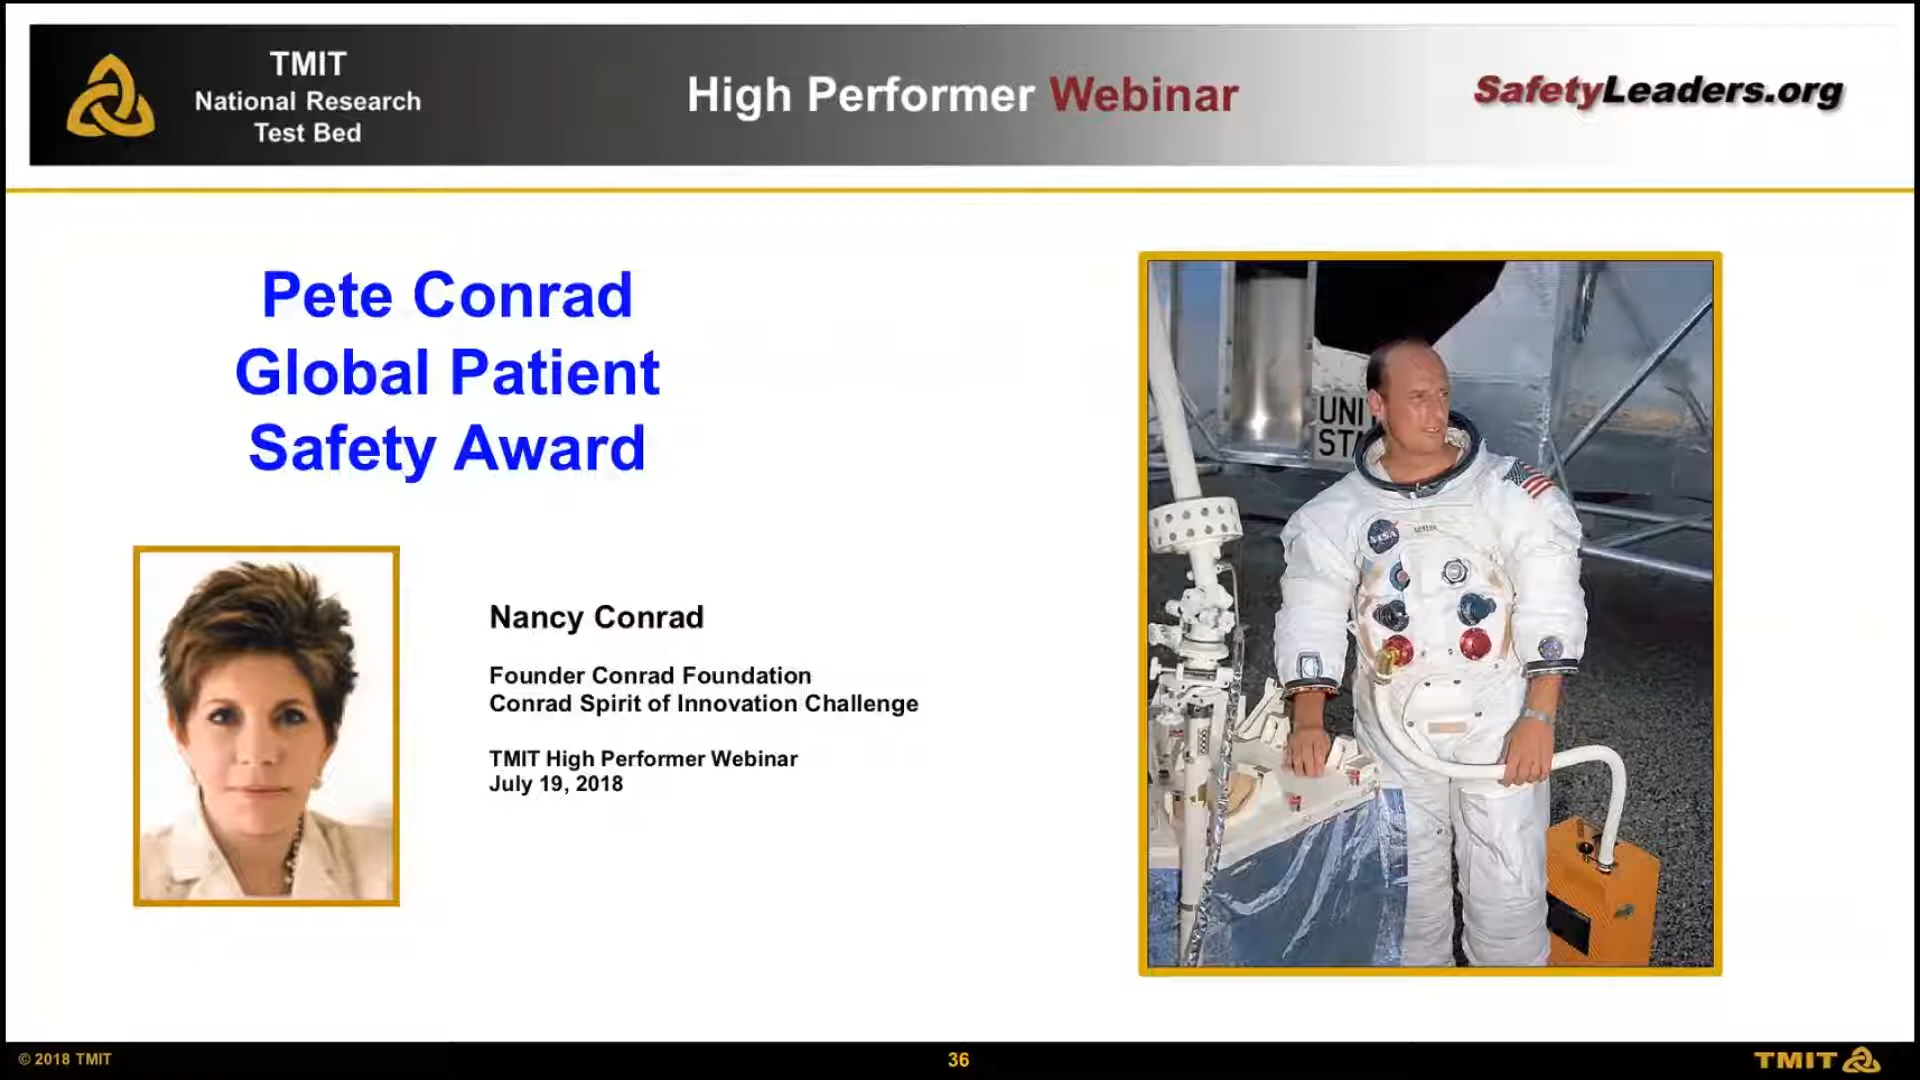 TMIT
National Research
Test Bed
High Performer Webinar
SafetyLeaders.org
Pete Conrad
Global Patient
Safety Award
Nancy Conrad
Founder Conrad Foundation
Conrad Spirit of Innovation Challenge
TMIT High Performer Webinar
July 19, 2018
UNI
STA
NASA
© 2018 TMIT
36
TMIT